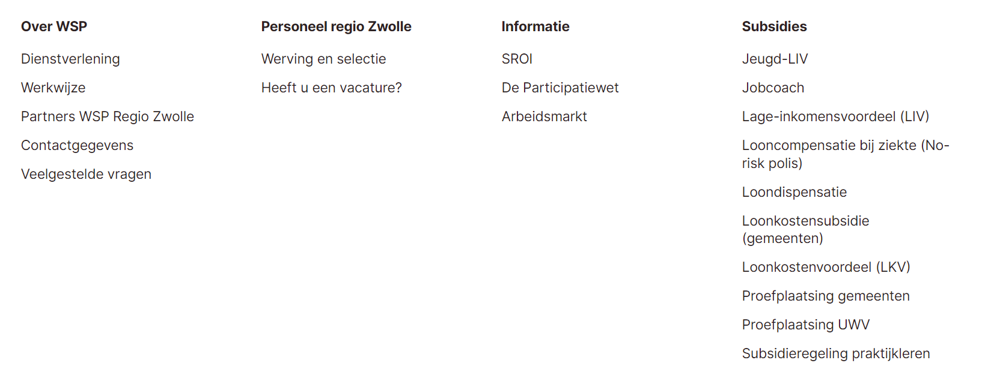 Over WSP
Dienstverlening
Werkwijze
Partners WSP Regio Zwolle
Contactgegevens
Veelgestelde vragen
Personeel regio Zwolle
Werving en selectie
Heeft u een vacature?
Informatie
SROI
De Participatiewet
Arbeidsmarkt
Subsidies
Jeugd-LIV
Jobcoach
Lage-inkomensvoordeel (LIV)
Looncompensatie bij ziekte (No-
risk polis)
Loondispensatie
Loonkostensubsidie
(gemeenten)
Loonkostenvoordeel (LKV)
Proefplaatsing gemeenten
Proefplaatsing UWV
Subsidieregeling praktijkleren